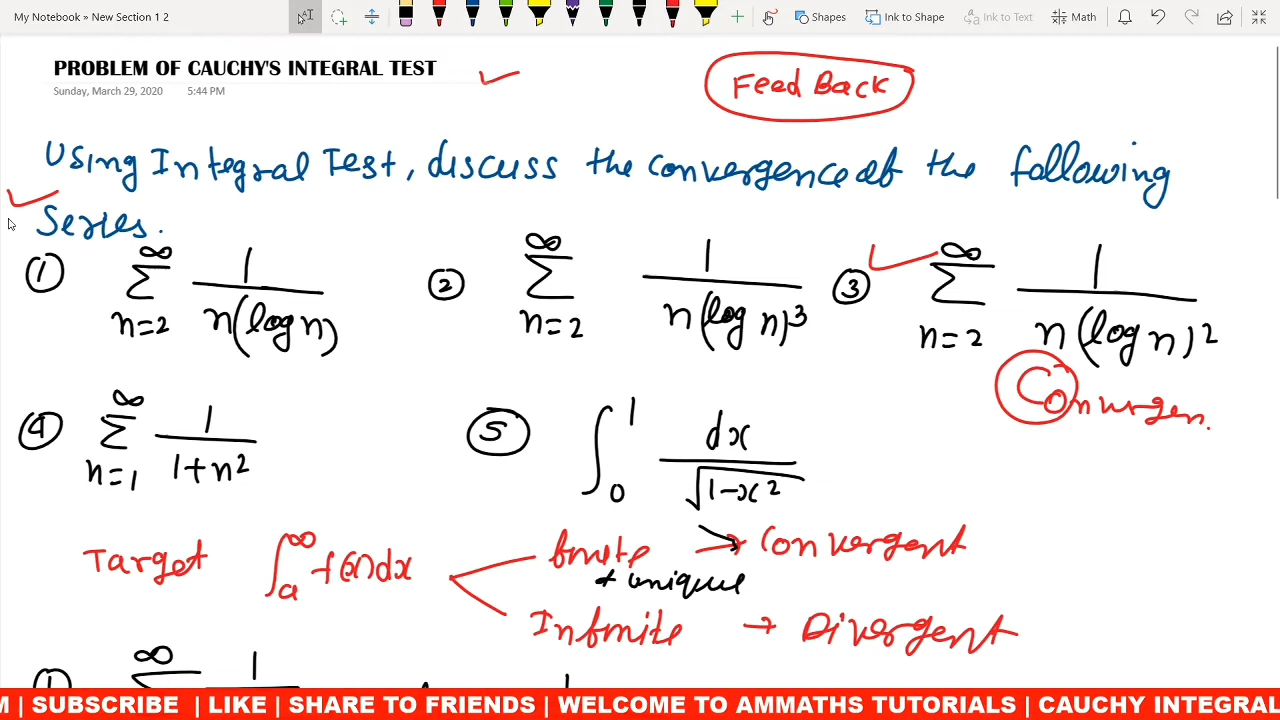 My Notebook » New Section 1 2
Shapes Ink to Shape Ink to Text Math
PROBLEM OF CAUCHY'S INTEGRAL TEST
Sunday, March 29, 2020 5:44 PM
Feed Back
Using Integral Test, discuss the convergence of the following
Series.
① ∞ ∑ n=2 1/n(log n) ② ∞ ∑ n=2 1/n(log n)³ ③ ∞ ∑ n=2 1/n(log n)²
Convergen.
④ ∞ ∑ n=1 1/1+n² ⑤ ∫₀¹ dx/√1-x²
Target ∫ₐ^∞ f(x)dx finite → Convergent
+ unique
Infinite → Divergent
① ∞ 1
M | SUBSCRIBE | LIKE | SHARE TO FRIENDS | WELCOME TO AMMATHS TUTORIALS | CAUCHY INTEGRAL